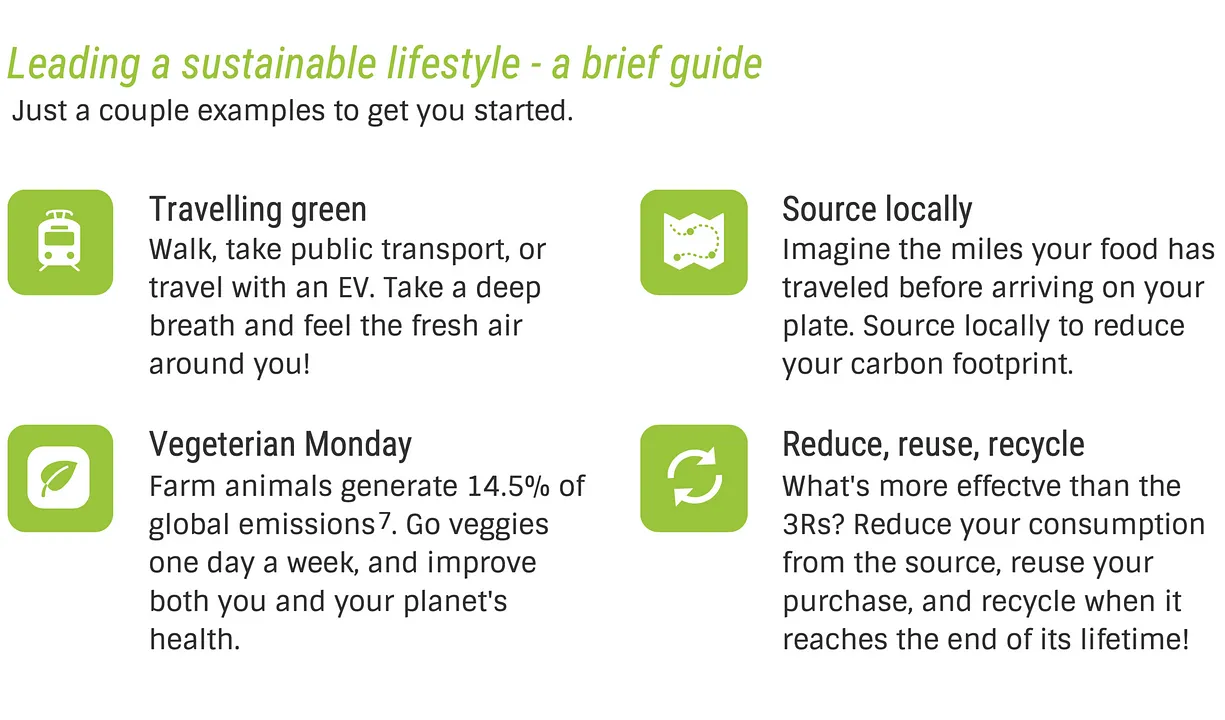 Leading a sustainable lifestyle - a brief guide
Just a couple examples to get you started.
Travelling green
Walk, take public transport, or
travel with an EV. Take a deep
breath and feel the fresh air
around you!
Source locally
Imagine the miles your food has
traveled before arriving on your
plate. Source locally to reduce
your carbon footprint.
Vegeterian Monday
Farm animals generate 14.5% of
global emissions⁷. Go veggies
one day a week, and improve
both you and your planet's
health.
Reduce, reuse, recycle
What's more effectve than the
3Rs? Reduce your consumption
from the source, reuse your
purchase, and recycle when it
reaches the end of its lifetime!